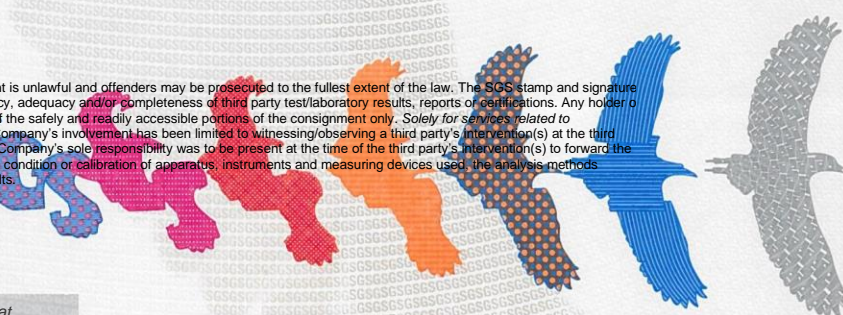 nt is unlawful and offenders may be prosecuted to the fullest extent of the law. The SGS stamp and signature
cy, adequacy and/or completeness of third party test/laboratory results, reports or certifications. Any holder o
f the safely and readily accessible portions of the consignment only. Solely for services related to
ompany's involvement has been limited to witnessing/observing a third party's intervention(s) at the third
Company's sole responsibility was to be present at the time of the third party's intervention(s) to forward the
condition or calibration of apparatus, instruments and measuring devices used, the analysis methods
lts.
at